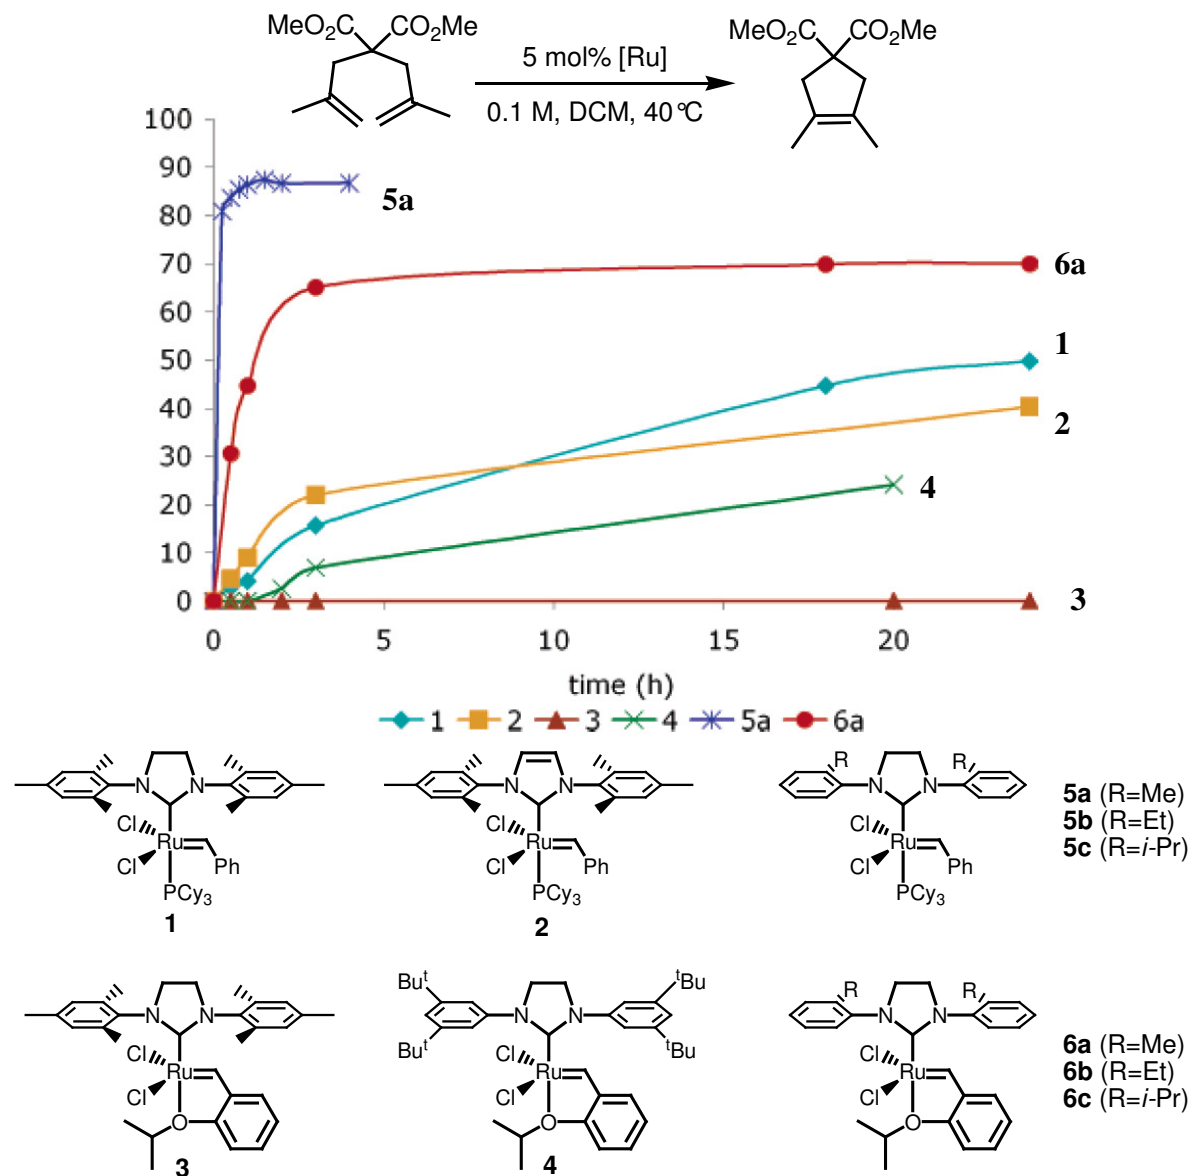 MeO₂C CO₂Me
5 mol% [Ru]
0.1 M, DCM, 40 °C
MeO₂C CO₂Me
100
90
80
70
60
50
40
30
20
10
0
5a
6a
1
2
4
3
0 5 10 15 20
time (h)
1 2 3 4 5a 6a
N N
Cl
Ru
Cl
Ph
PCy₃
1
N N
Cl
Ru
Cl
Ph
PCy₃
2
R R
N N
Cl
Ru
Cl
Ph
PCy₃
5a (R=Me)
5b (R=Et)
5c (R=i-Pr)
N N
Cl
Ru
Cl
O
3
Buᵗ ᵗBu
N N
Buᵗ ᵗBu
Cl
Ru
Cl
O
4
R R
N N
Cl
Ru
Cl
O
6a (R=Me)
6b (R=Et)
6c (R=i-Pr)